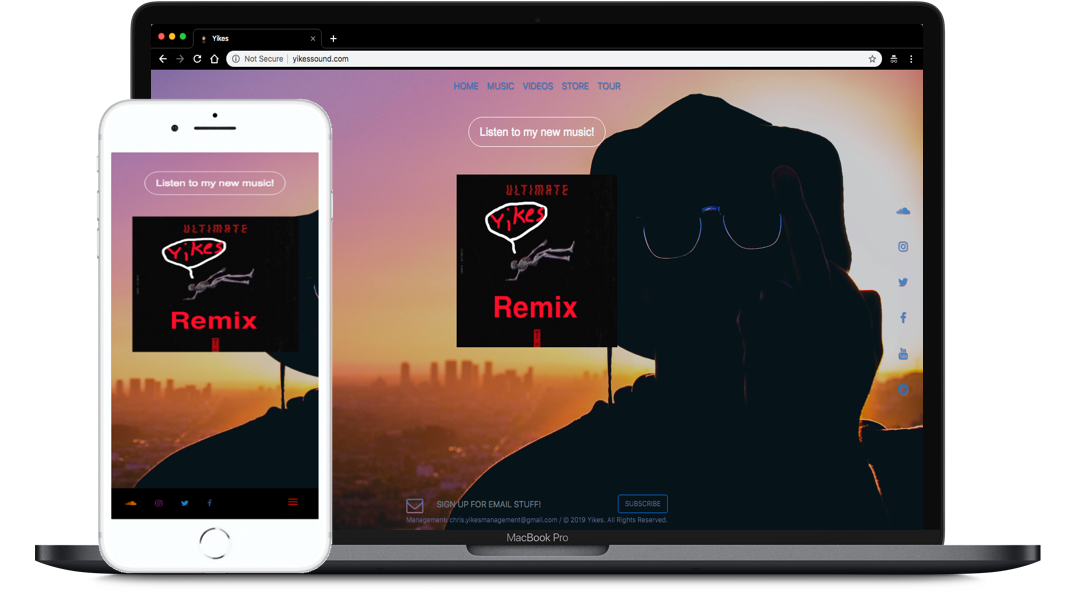 Yikes
Not Secure
yikessound.com
HOME MUSIC VIDEOS STORE TOUR
Listen to my new music!
ULTIMATE
Yikes
Remix
SIGN UP FOR EMAIL STUFF!
SUBSCRIBE
Management: chris.yikesmanagement@gmail.com / © 2019 Yikes. All Rights Reserved.
MacBook Pro
Listen to my new music!
ULTIMATE
Yikes
Remix